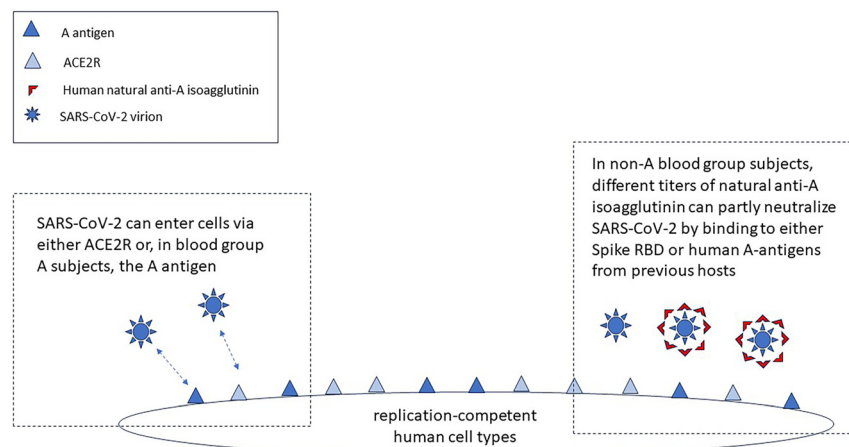 A antigen
ACE2R
Human natural anti-A isoagglutinin
SARS-CoV-2 virion
SARS-CoV-2 can enter cells via
either ACE2R or, in blood group
A subjects, the A antigen
In non-A blood group subjects,
different titers of natural anti-A
isoagglutinin can partly neutralize
SARS-CoV-2 by binding to either
Spike RBD or human A-antigens
from previous hosts
replication-competent
human cell types